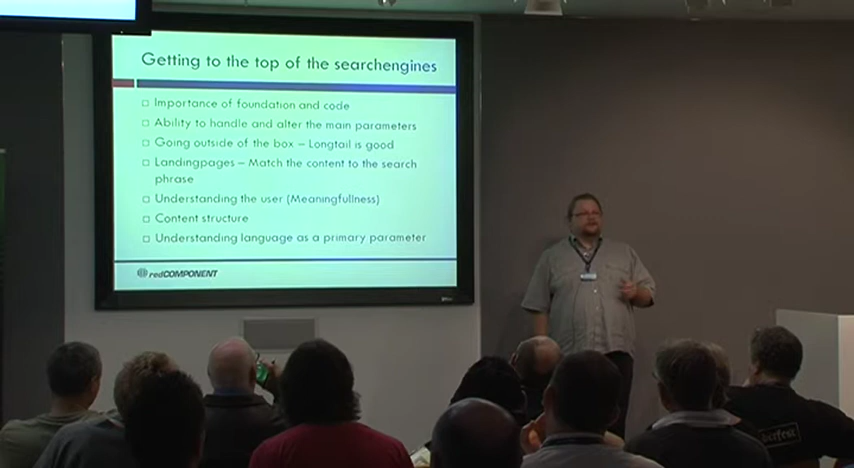 Getting to the top of the searchengines
Importance of foundation and code
Ability to handle and alter the main parameters
Going outside of the box – Longtail is good
Landingpages – Match the content to the search
phrase
Understanding the user (Meaningfullness)
Content structure
Understanding language as a primary parameter
redCOMPONENT